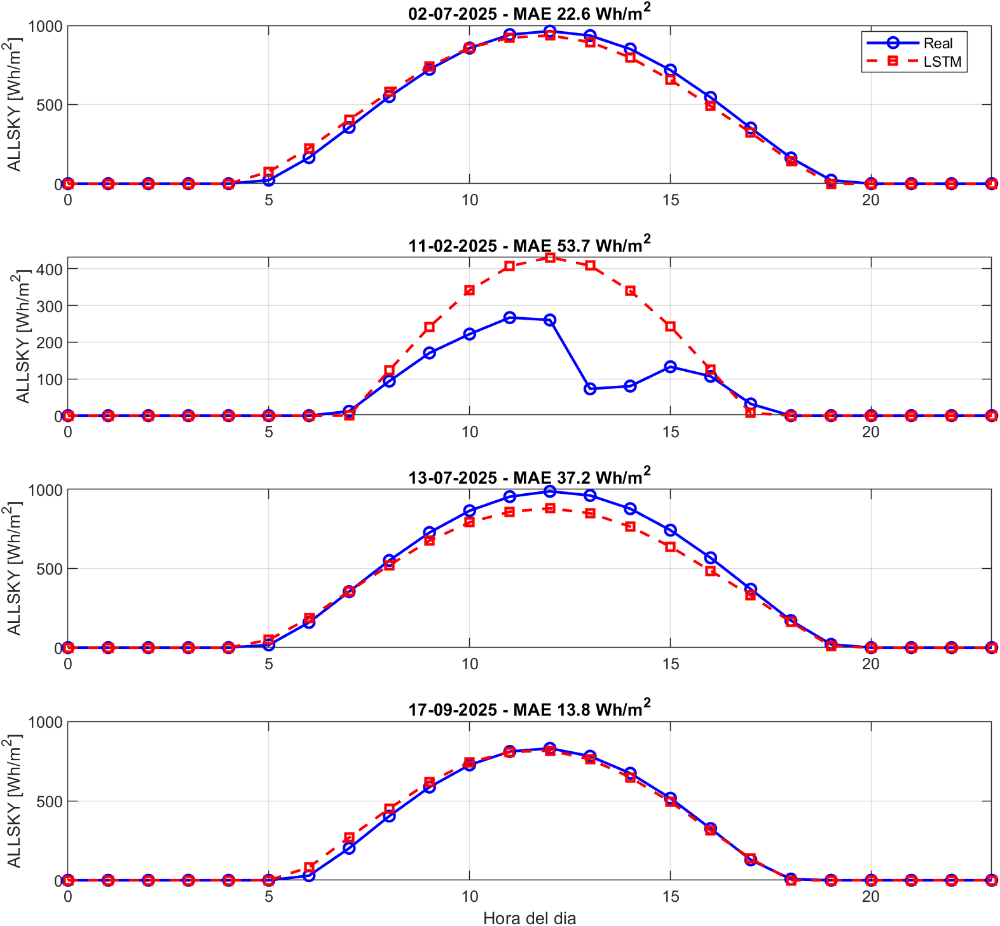 02-07-2025 - MAE 22.6 Wh/m²
Real
LSTM
ALLSKY [Wh/m²]
1000
500
0
0 5 10 15 20
11-02-2025 - MAE 53.7 Wh/m²
ALLSKY [Wh/m²]
400
300
200
100
0
0 5 10 15 20
13-07-2025 - MAE 37.2 Wh/m²
ALLSKY [Wh/m²]
1000
500
0
0 5 10 15 20
17-09-2025 - MAE 13.8 Wh/m²
ALLSKY [Wh/m²]
1000
500
0
0 5 10 15 20
Hora del dia